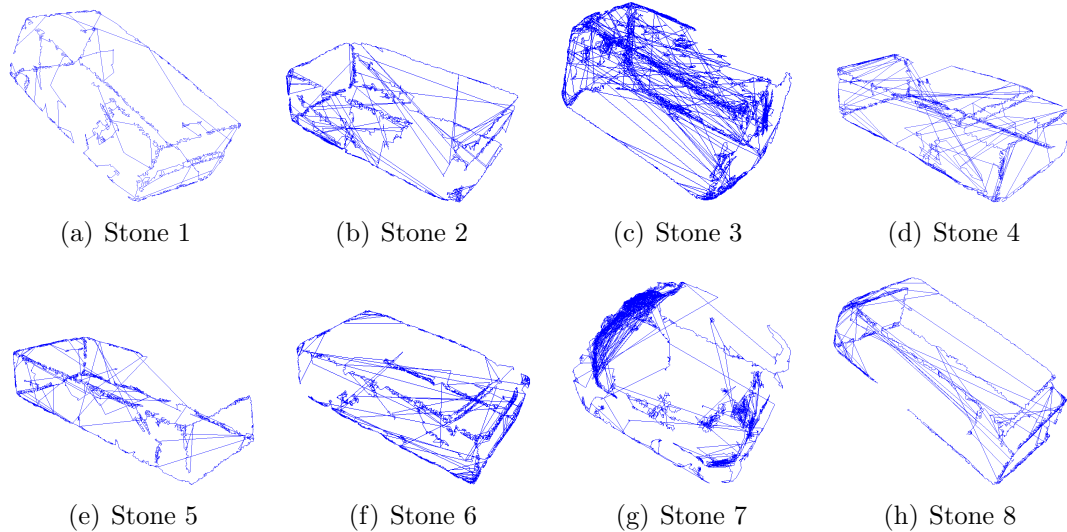 (a) Stone 1
(b) Stone 2
(c) Stone 3
(d) Stone 4
(e) Stone 5
(f) Stone 6
(g) Stone 7
(h) Stone 8